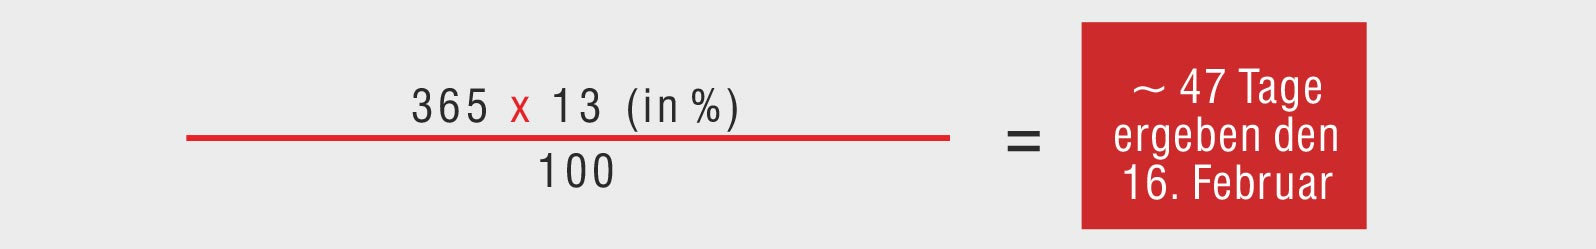 365 x 13 (in %)
100
=
~ 47 Tage
ergeben den
16. Februar